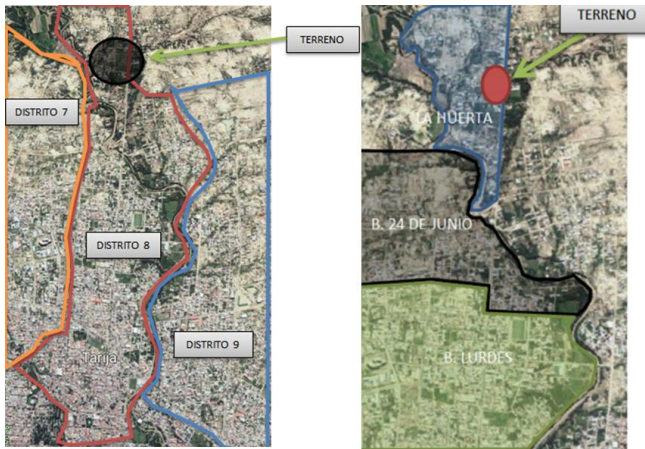 TERRENO
DISTRITO 7
DISTRITO 8
DISTRITO 9
Tarija
TERRENO
LA HUERTA
B. 24 DE JUNIO
B. LURDES